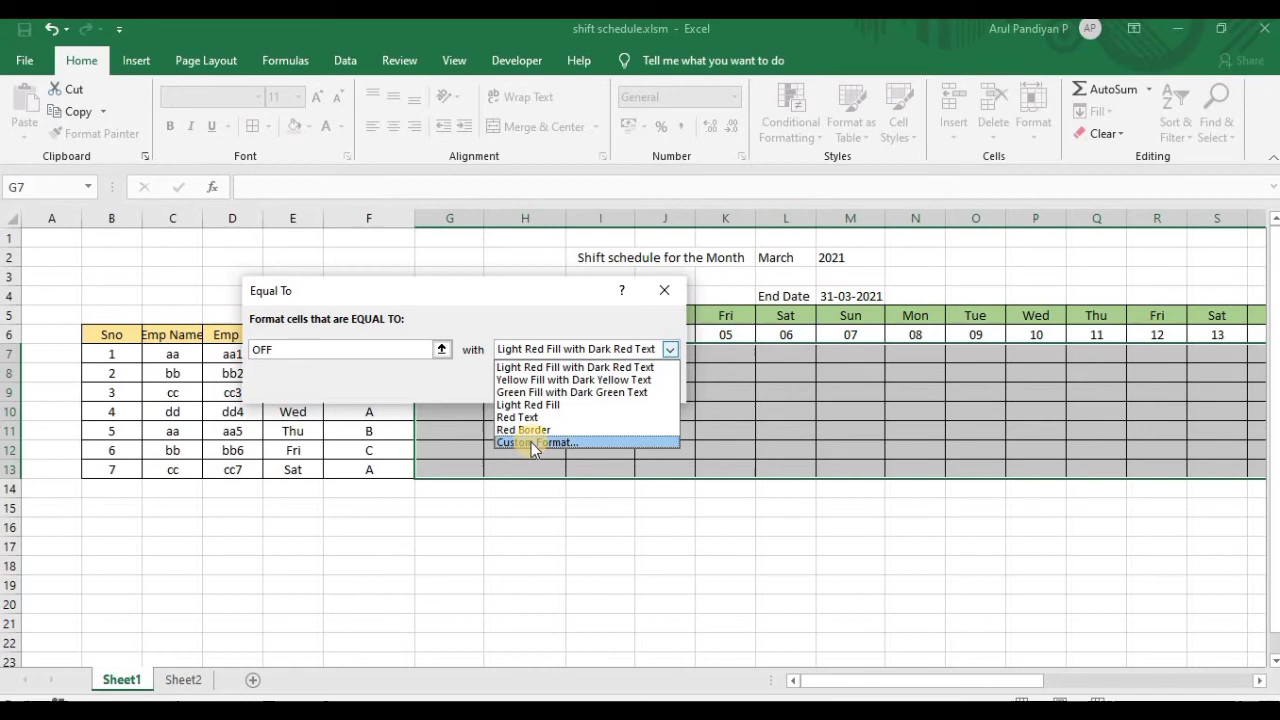 shift schedule.xlsm - Excel
Arul Pandiyan P AP
File Home Insert Page Layout Formulas Data Review View Developer Help Tell me what you want to do Share
Paste
Cut
Copy
Format Painter
Clipboard
11
B I U A
Font
Wrap Text
Merge & Center
Alignment
General
%
Number
Conditional Formatting
Format as Table
Cell Styles
Styles
Insert
Delete
Format
Cells
AutoSum
Fill
Clear
Sort & Filter
Find & Select
Editing
G7 fx
A B C D E F G H I J K L M N O P Q R S
1
2 Shift schedule for the Month March 2021
3
4 End Date 31-03-2021
5 Fri Sat Sun Mon Tue Wed Thu Fri Sat
6 Sno Emp Name Emp 05 06 07 08 09 10 11 12 13
7 1 aa aa1
8 2 bb bb2
9 3 cc cc3
10 4 dd dd4 Wed A
11 5 aa aa5 Thu B
12 6 bb bb6 Fri C
13 7 cc cc7 Sat A
14
15
16
17
18
19
20
21
22
23
Equal To ?
Format cells that are EQUAL TO:
OFF with Light Red Fill with Dark Red Text
Light Red Fill with Dark Red Text
Yellow Fill with Dark Yellow Text
Green Fill with Dark Green Text
Light Red Fill
Red Text
Red Border
Custom Format...
Sheet1 Sheet2